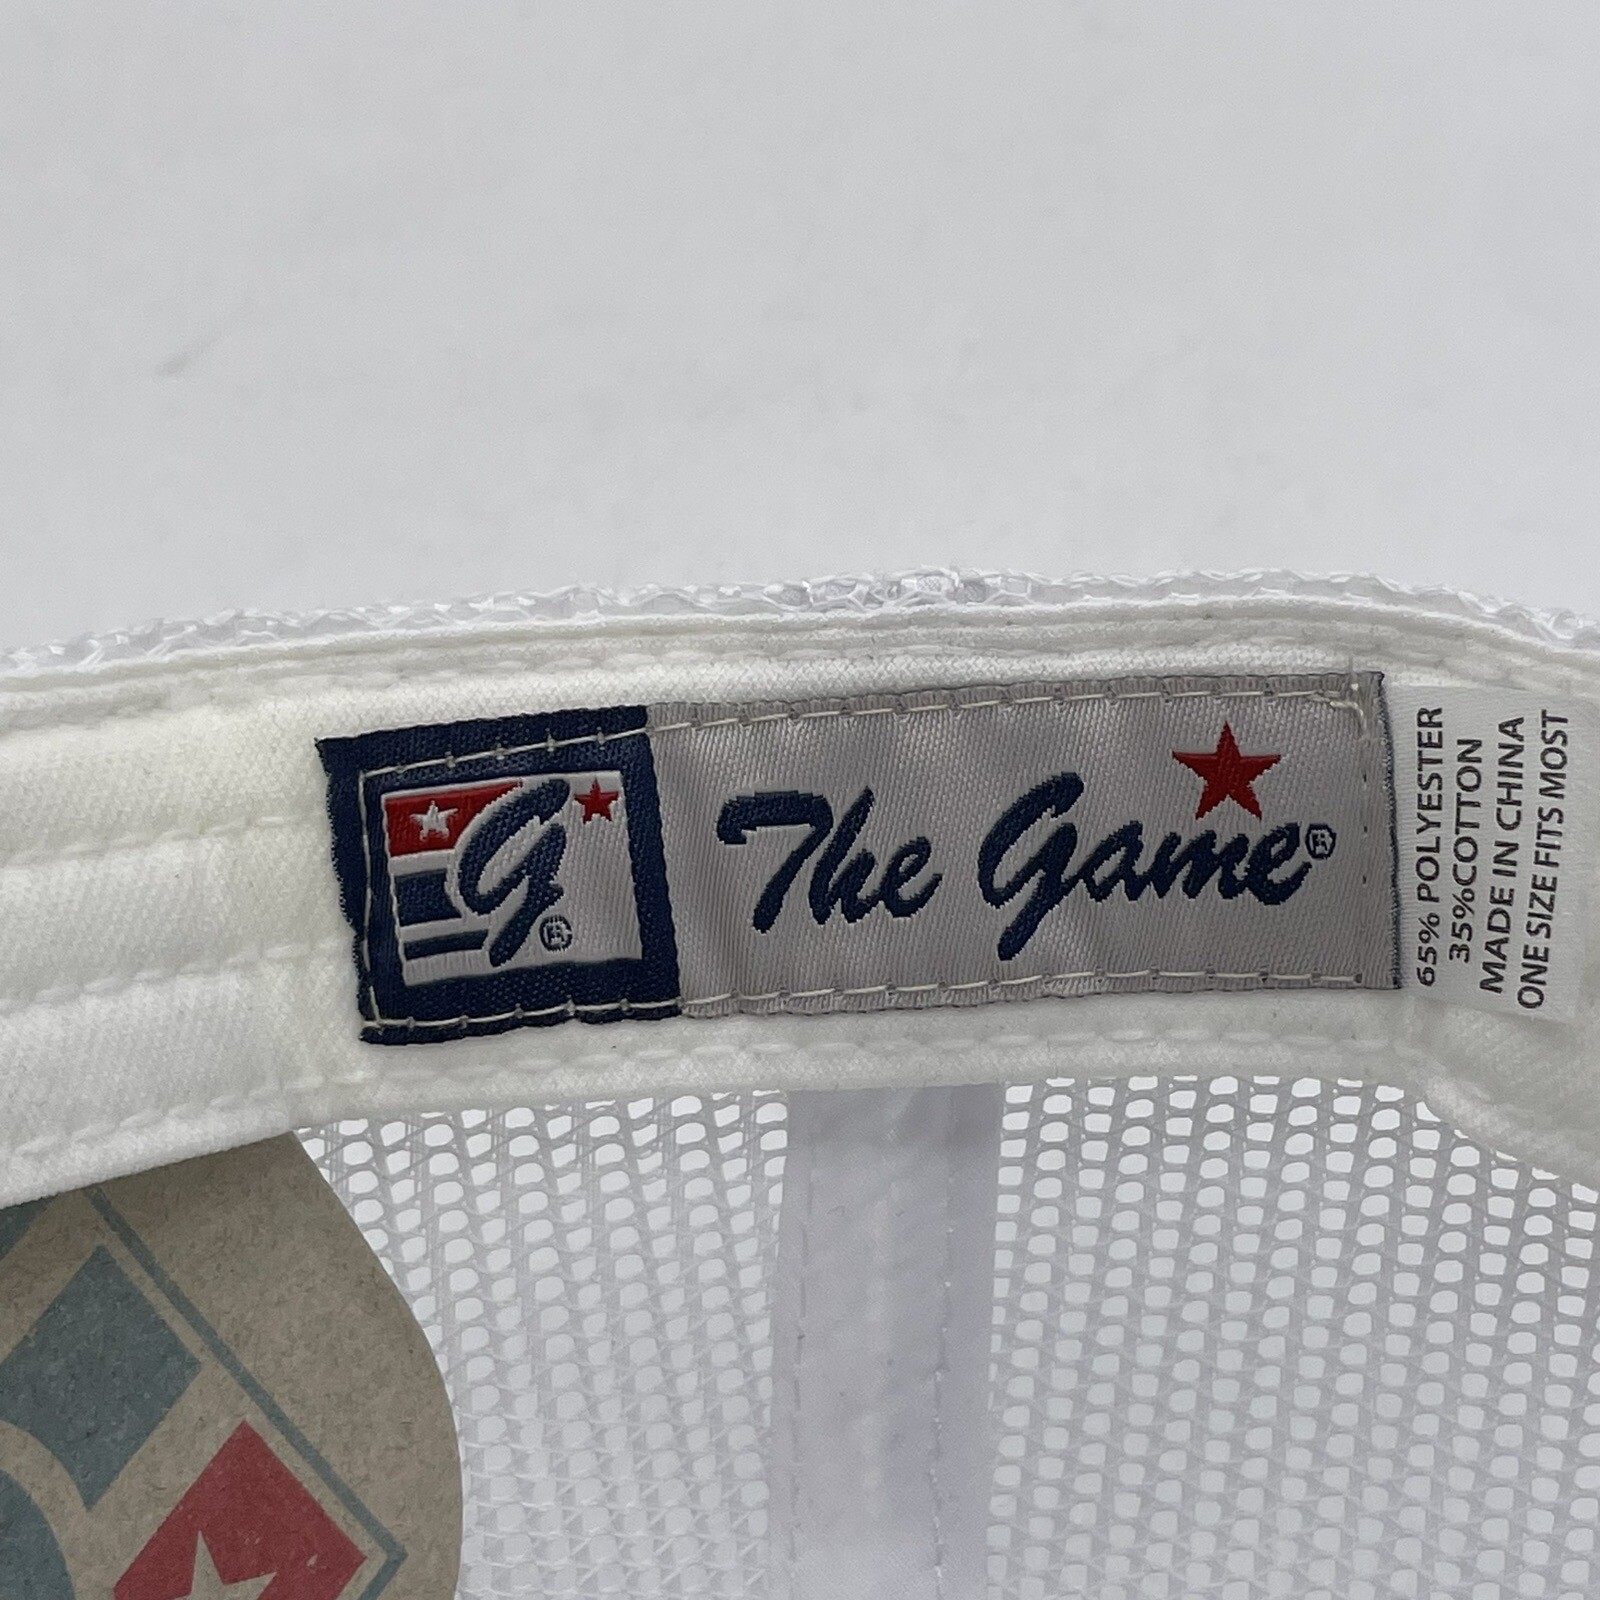 G®
The Game®
65% POLYESTER
35%COTTON
MADE IN CHINA
ONE SIZE FITS MOST